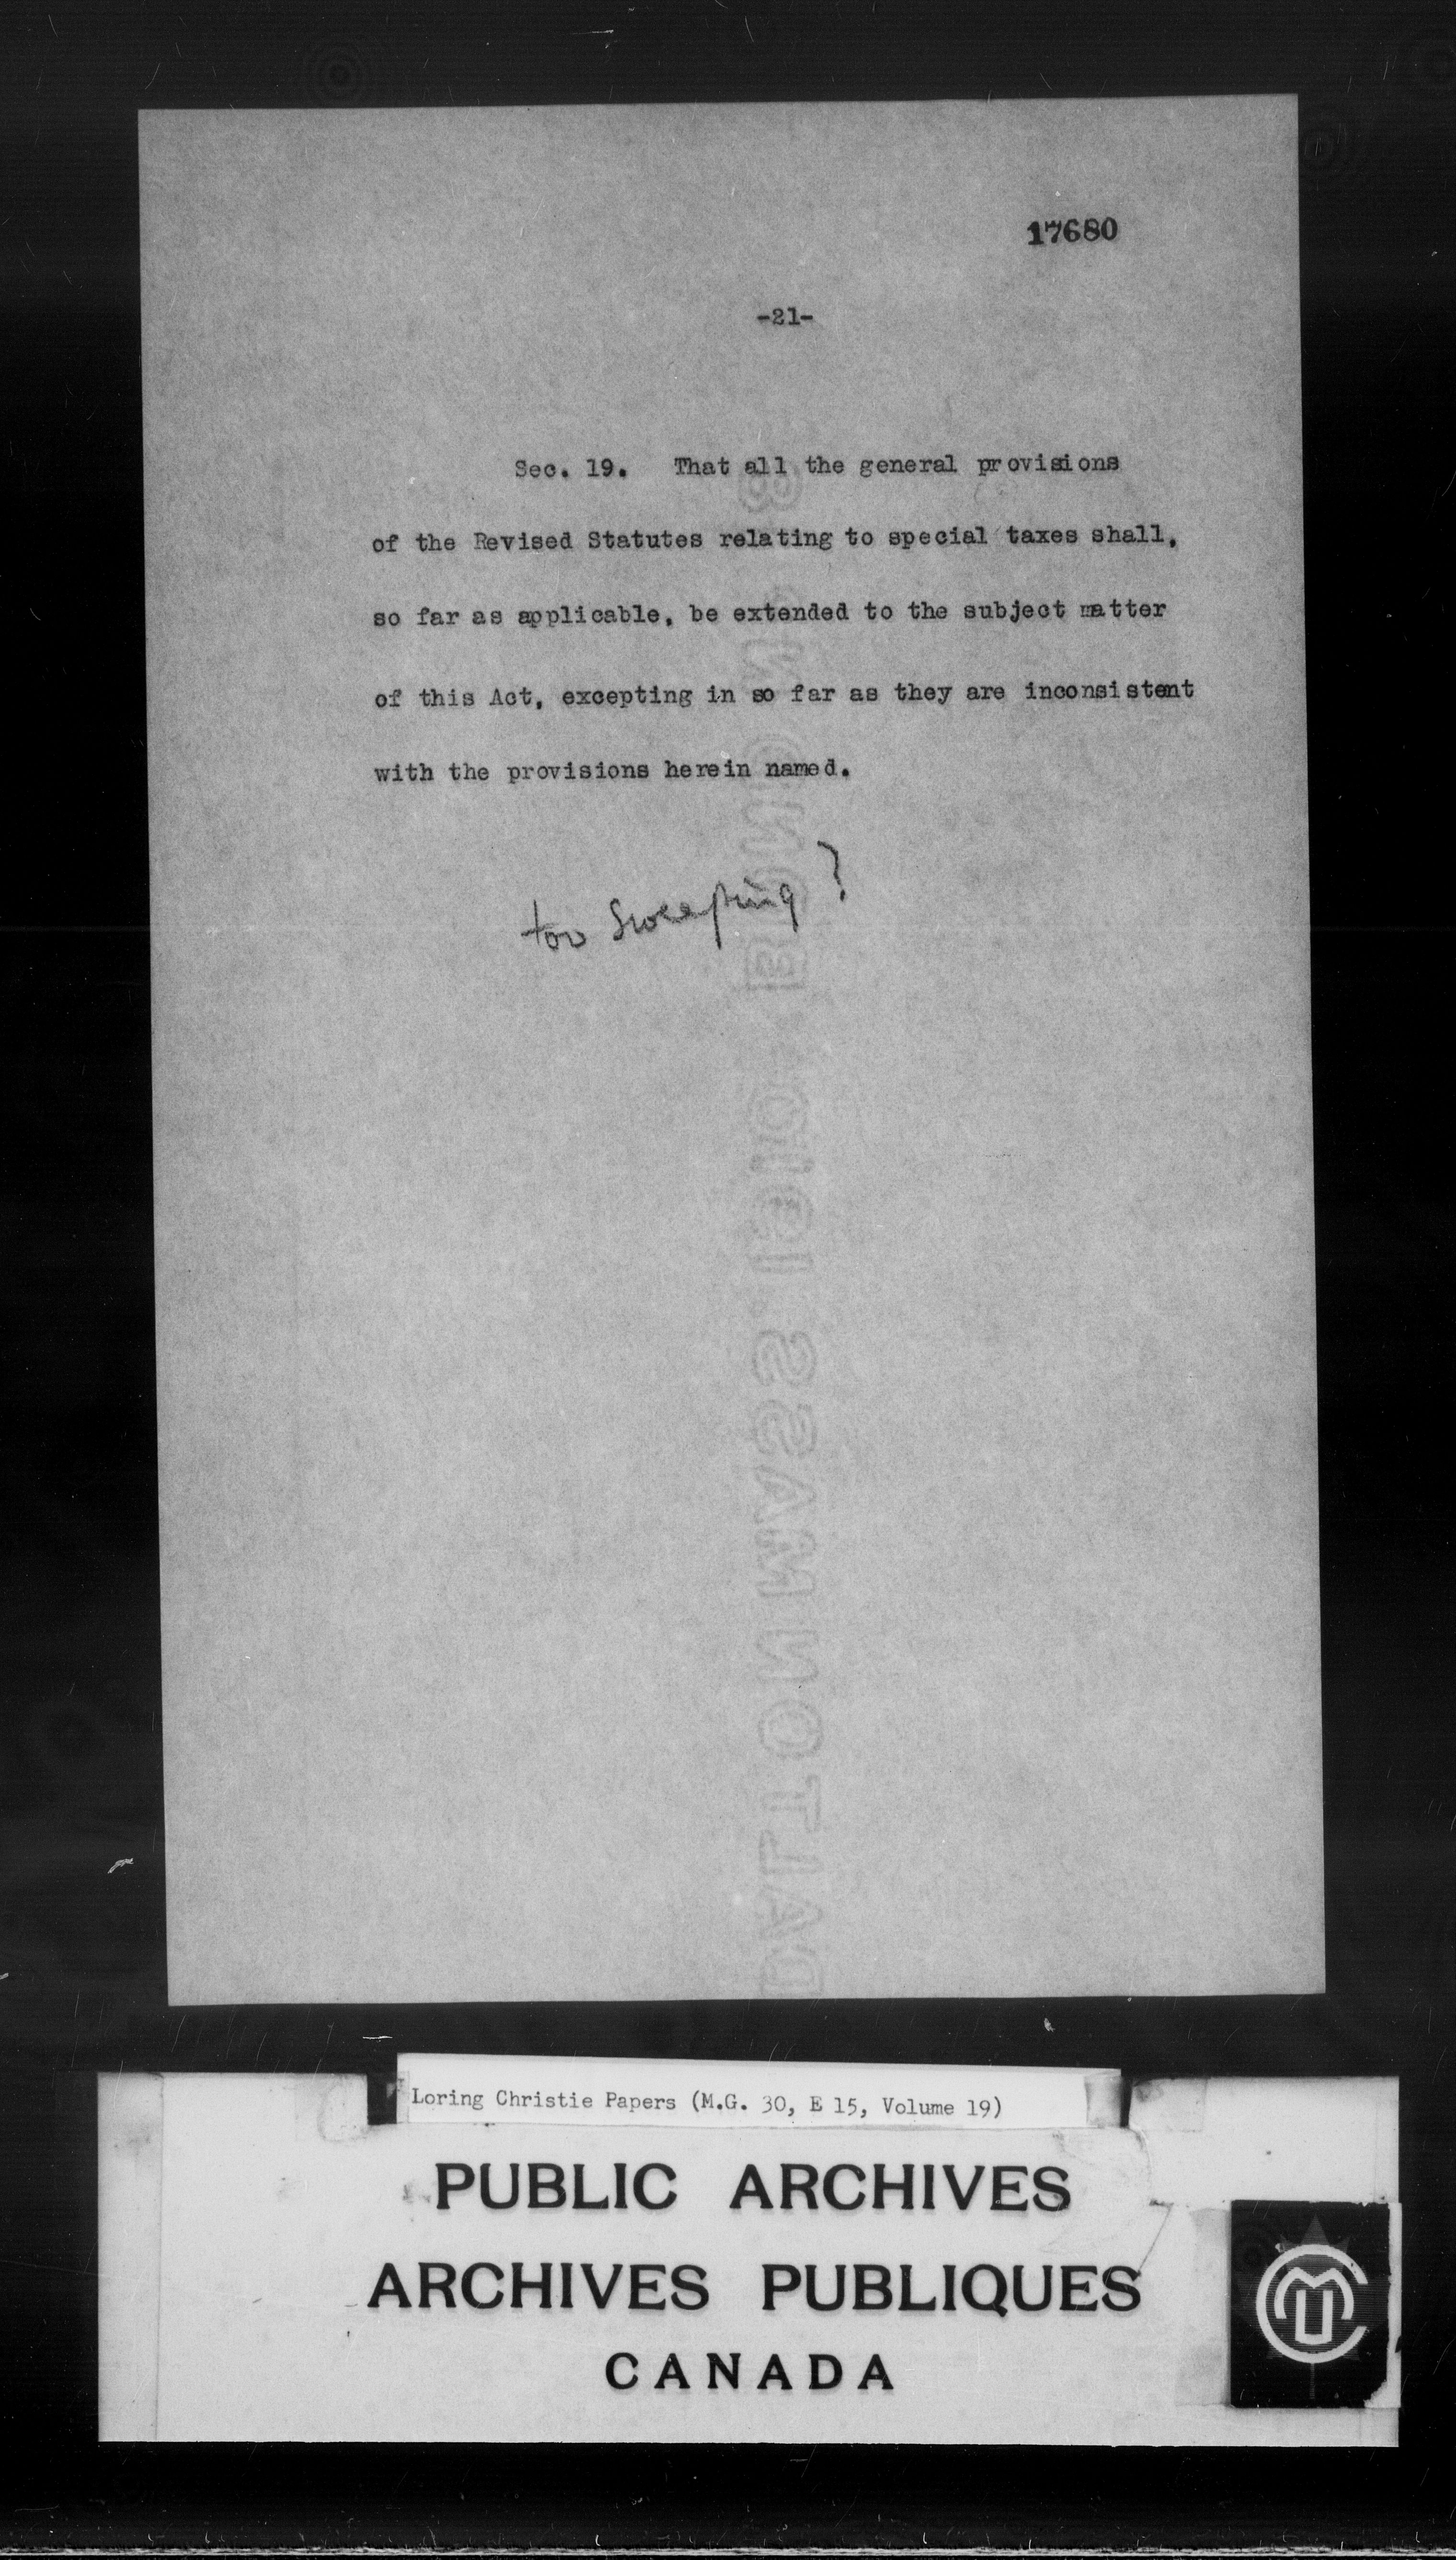 17680
-21-
Sec. 19. That all the general provisions
of the Revised Statutes relating to special taxes shall,
so far as applicable, be extended to the subject matter
of this Act, excepting in so far as they are inconsistent
with the provisions herein named.
too sweeping?
Loring Christie Papers (M.G. 30, E 15, Volume 19)
PUBLIC ARCHIVES
ARCHIVES PUBLIQUES
CANADA